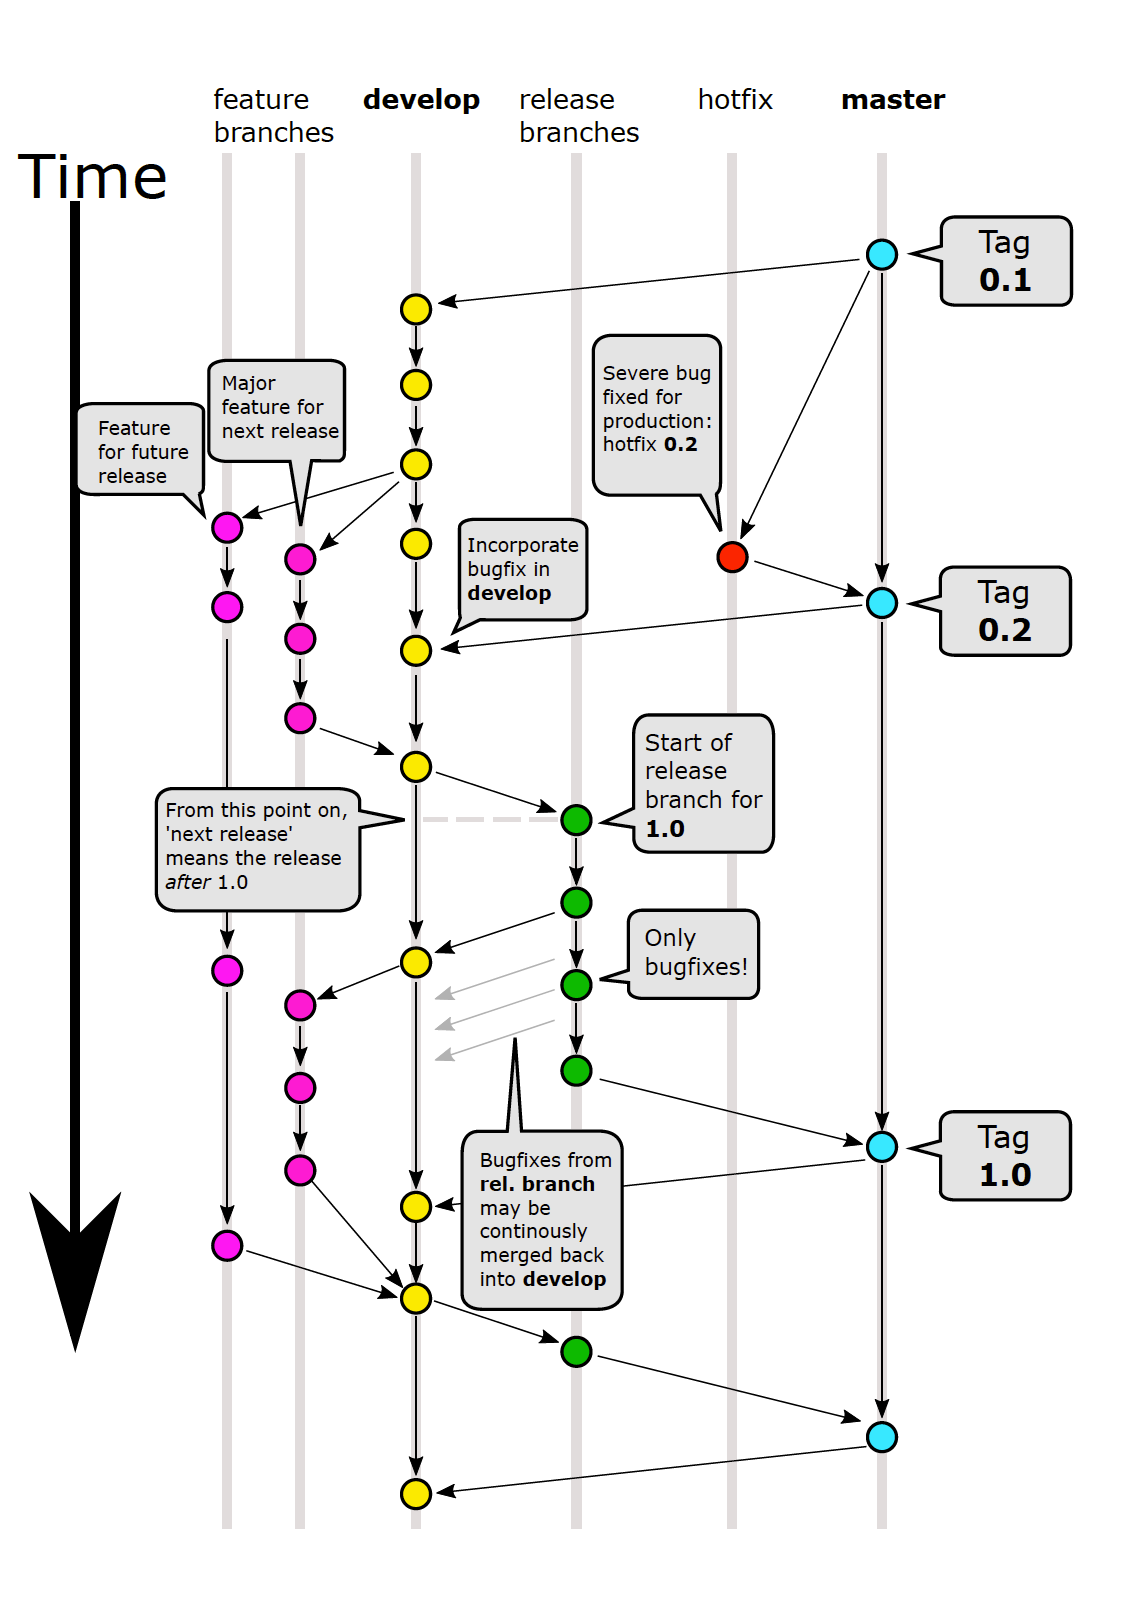 feature
branches
develop
release
branches
hotfix
master
Time
Tag
0.1
Major
feature for
next release
Feature
for future
release
Severe bug
fixed for
production:
hotfix 0.2
Incorporate
bugfix in
develop
Tag
0.2
Start of
release
branch for
1.0
From this point on,
'next release'
means the release
after 1.0
Only
bugfixes!
Tag
1.0
Bugfixes from
rel. branch
may be
continously
merged back
into develop